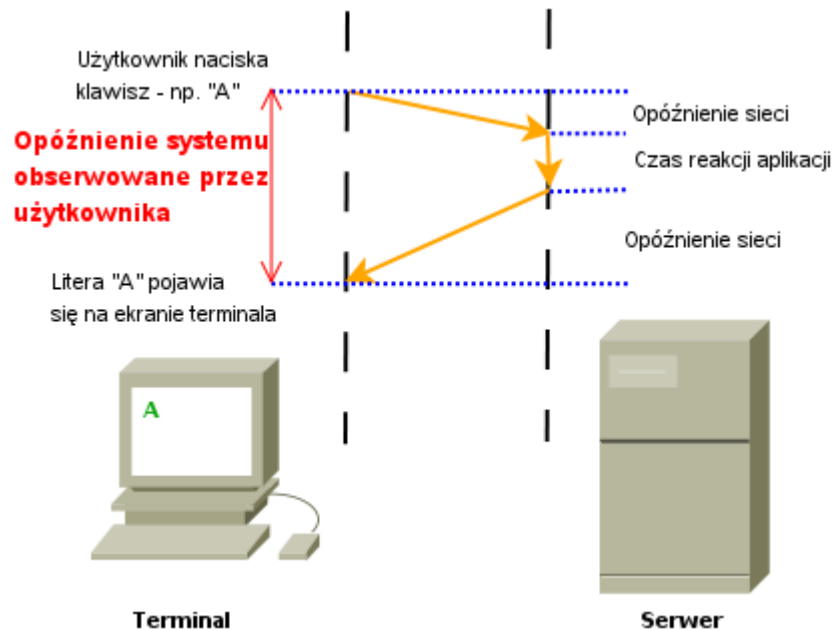 Użytkownik naciska
klawisz - np. "A"
Opóźnienie systemu
obserwowane przez
użytkownika
Litera "A" pojawia
się na ekranie terminala
Opóźnienie sieci
Czas reakcji aplikacji
Opóźnienie sieci
A
Terminal
Serwer